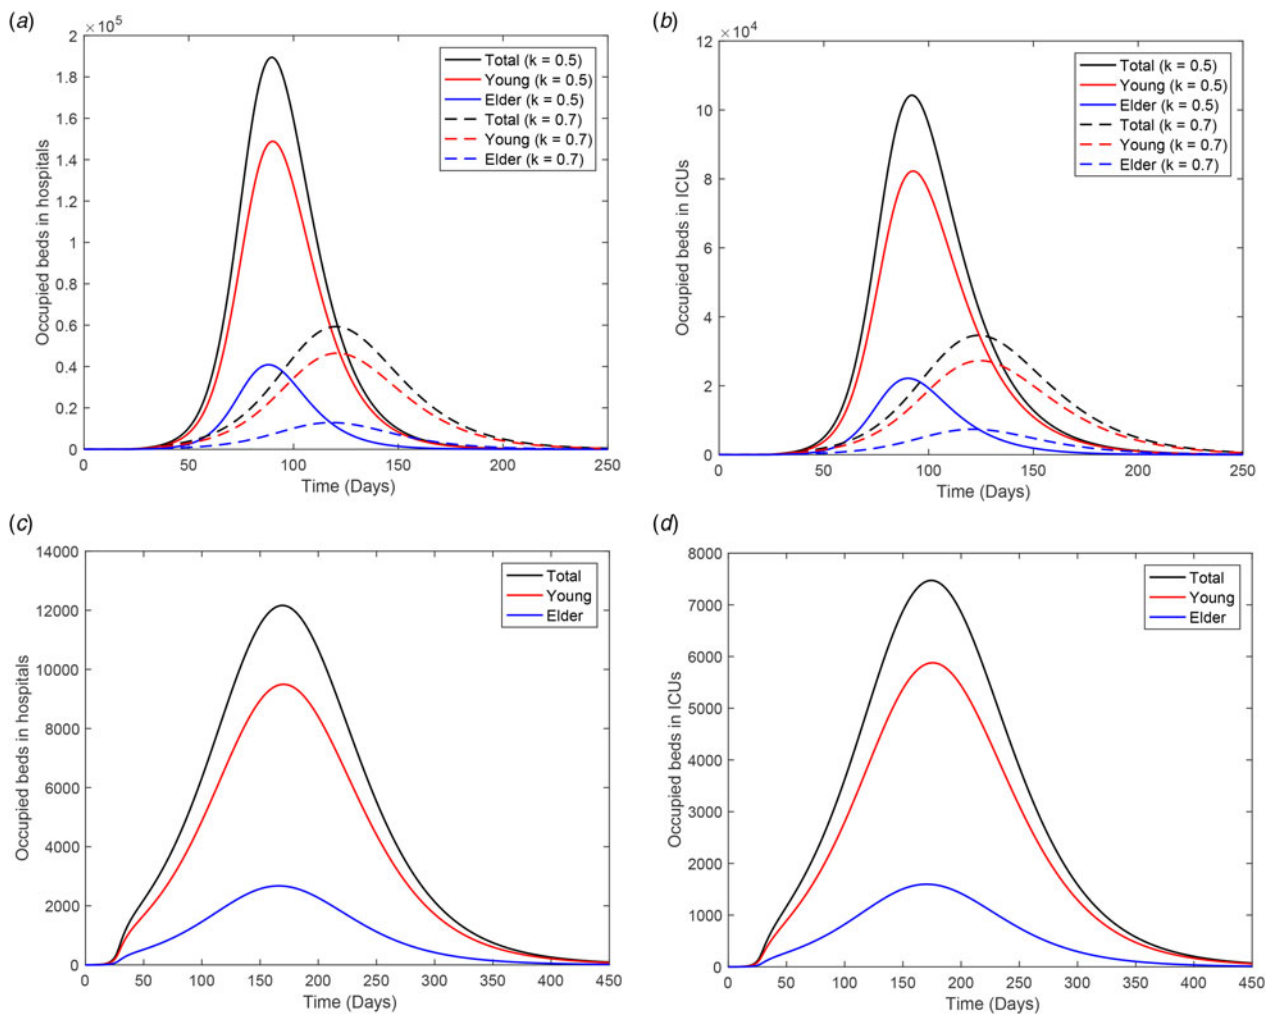 (a)
×10^5
2
1.8
1.6
1.4
1.2
1
0.8
0.6
0.4
0.2
0
Occupied beds in hospitals
0 50 100 150 200 250
Time (Days)
Total (k = 0.5)
Young (k = 0.5)
Elder (k = 0.5)
Total (k = 0.7)
Young (k = 0.7)
Elder (k = 0.7)
(b)
×10^4
12
10
8
6
4
2
0
Occupied beds in ICUs
0 50 100 150 200 250
Time (Days)
Total (k = 0.5)
Young (k = 0.5)
Elder (k = 0.5)
Total (k = 0.7)
Young (k = 0.7)
Elder (k = 0.7)
(c)
14000
12000
10000
8000
6000
4000
2000
0
Occupied beds in hospitals
0 50 100 150 200 250 300 350 400 450
Time (Days)
Total
Young
Elder
(d)
8000
7000
6000
5000
4000
3000
2000
1000
0
Occupied beds in ICUs
0 50 100 150 200 250 300 350 400 450
Time (Days)
Total
Young
Elder